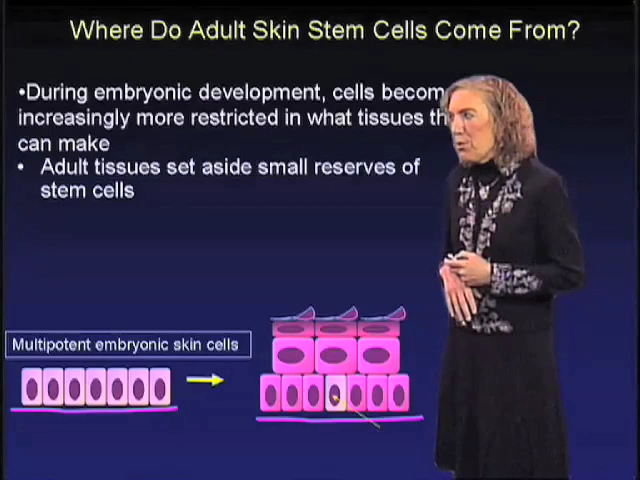 Where Do Adult Skin Stem Cells Come From?
•During embryonic development, cells becom
increasingly more restricted in what tissues th
can make
• Adult tissues set aside small reserves of
stem cells
Multipotent embryonic skin cells